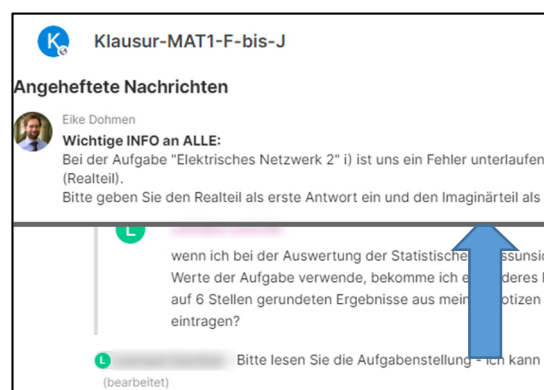 K
Klausur-MAT1-F-bis-J
Angeheftete Nachrichten
Eike Dohmen
Wichtige INFO an ALLE:
Bei der Aufgabe "Elektrisches Netzwerk 2" i) ist uns ein Fehler unterlaufen
(Realteil).
Bitte geben Sie den Realteil als erste Antwort ein und den Imaginärteil als
L
wenn ich bei der Auswertung der Statistische
Werte der Aufgabe verwende, bekomme ich
auf 6 Stellen gerundeten Ergebnisse aus
eintragen?
L Bitte lesen Sie die Aufgabenstellung - ich kann
(bearbeitet)